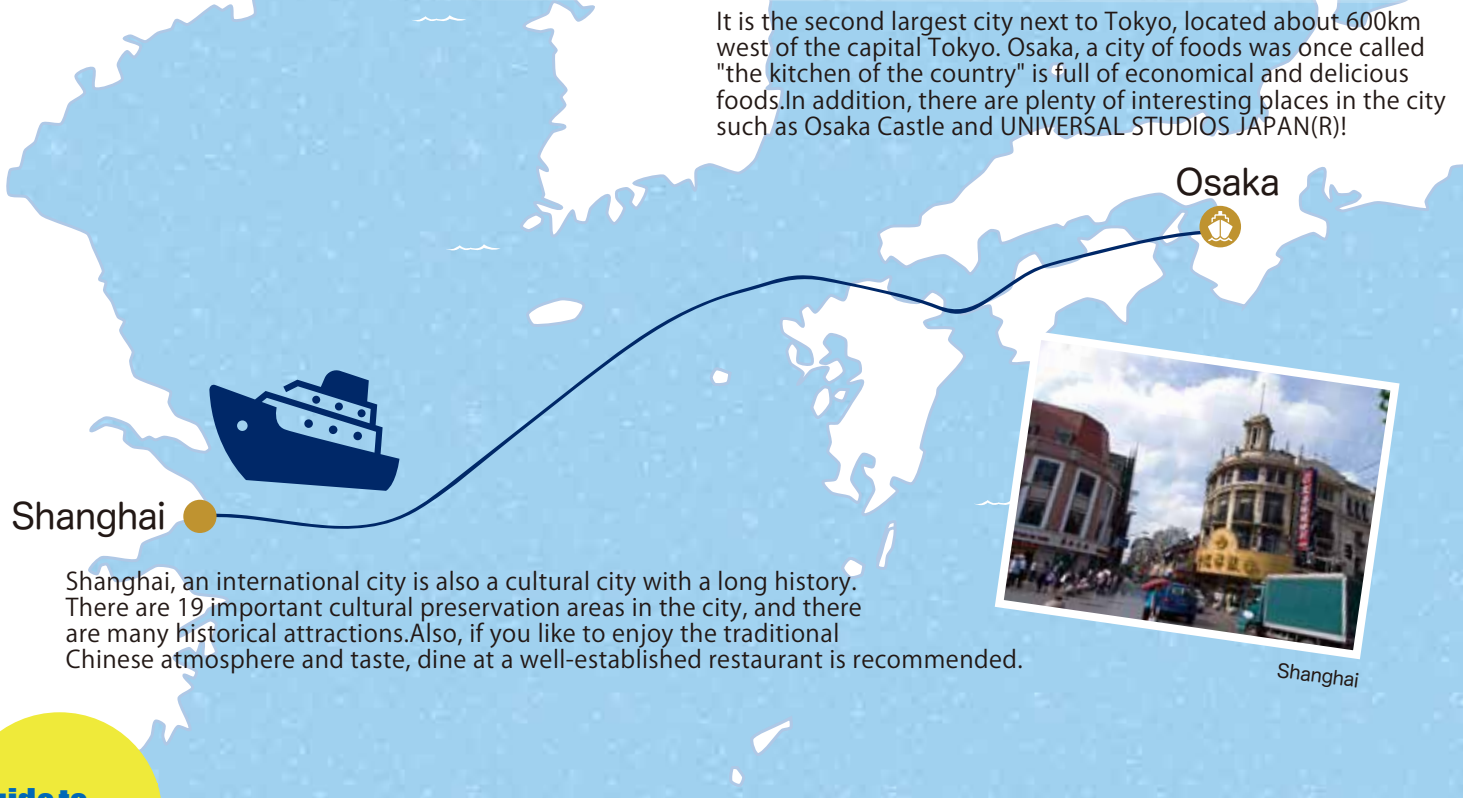 It is the second largest city next to Tokyo, located about 600km
west of the capital Tokyo. Osaka, a city of foods was once called
"the kitchen of the country" is full of economical and delicious
foods.In addition, there are plenty of interesting places in the city
such as Osaka Castle and UNIVERSAL STUDIOS JAPAN(R)!
Osaka
Shanghai
Shanghai, an international city is also a cultural city with a long history.
There are 19 important cultural preservation areas in the city, and there
are many historical attractions.Also, if you like to enjoy the traditional
Chinese atmosphere and taste, dine at a well-established restaurant is recommended.
Shanghai